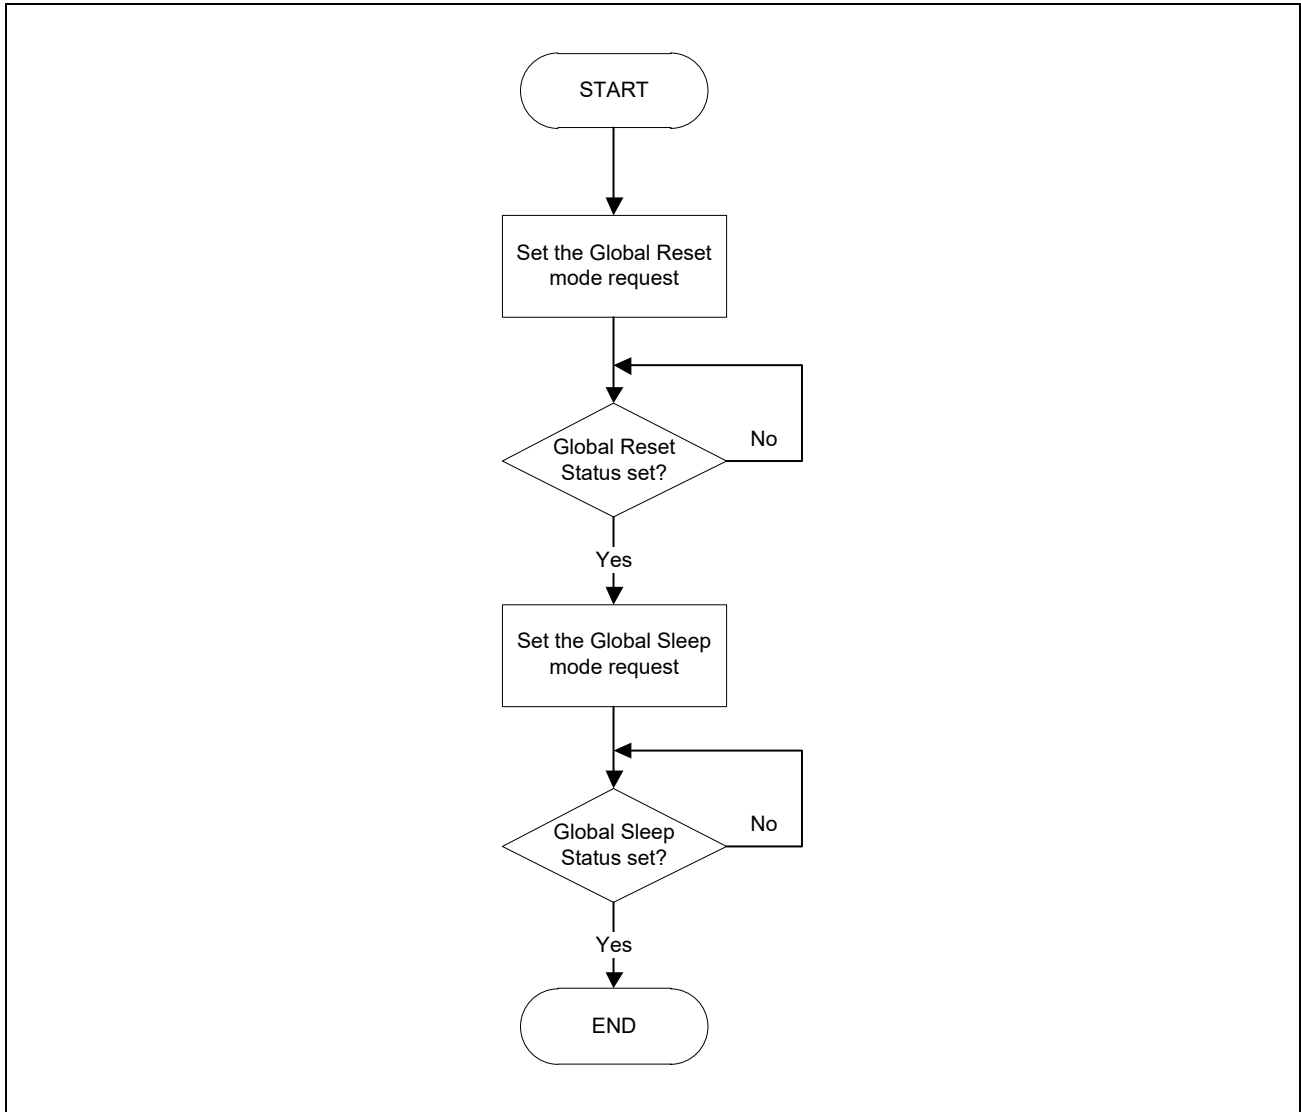 START
Set the Global Reset
mode request
Global Reset
Status set?
No
Yes
Set the Global Sleep
mode request
Global Sleep
Status set?
No
Yes
END